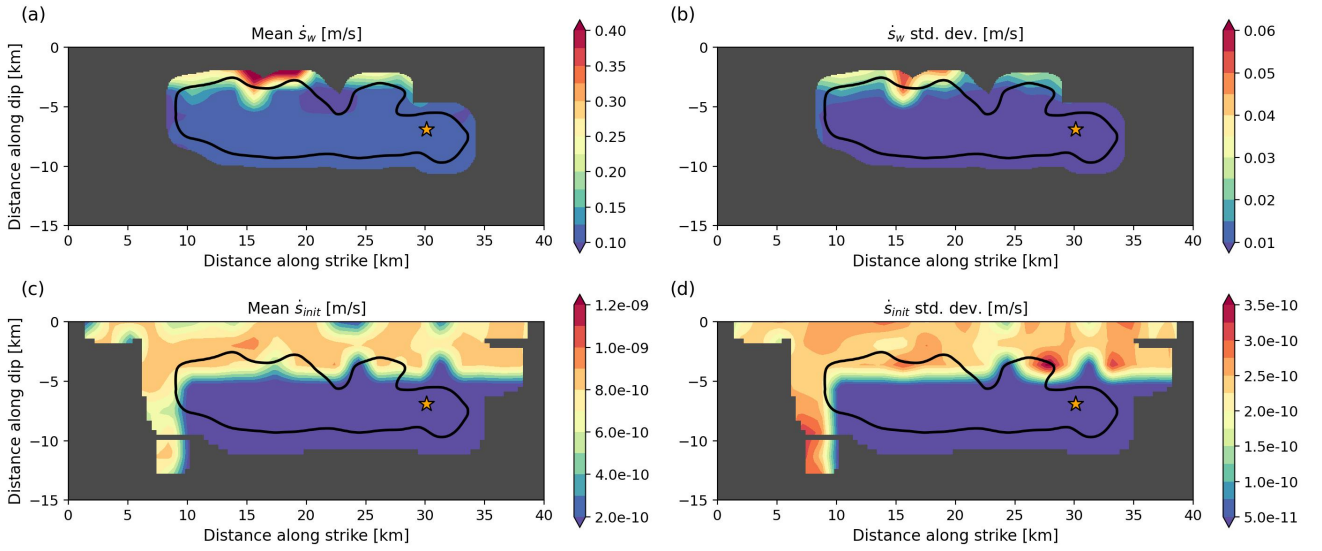 (a)
Mean ṡ_w [m/s]
Distance along dip [km]
0
−5
−10
−15
0 5 10 15 20 25 30 35 40
Distance along strike [km]
0.40
0.35
0.30
0.25
0.20
0.15
0.10
(b)
ṡ_w std. dev. [m/s]
0
−5
−10
−15
0 5 10 15 20 25 30 35 40
Distance along strike [km]
0.06
0.05
0.04
0.03
0.02
0.01
(c)
Mean ṡ_init [m/s]
Distance along dip [km]
0
−5
−10
−15
0 5 10 15 20 25 30 35 40
Distance along strike [km]
1.2e-09
1.0e-09
8.0e-10
6.0e-10
4.0e-10
2.0e-10
(d)
ṡ_init std. dev. [m/s]
0
−5
−10
−15
0 5 10 15 20 25 30 35 40
Distance along strike [km]
3.5e-10
3.0e-10
2.5e-10
2.0e-10
1.5e-10
1.0e-10
5.0e-11